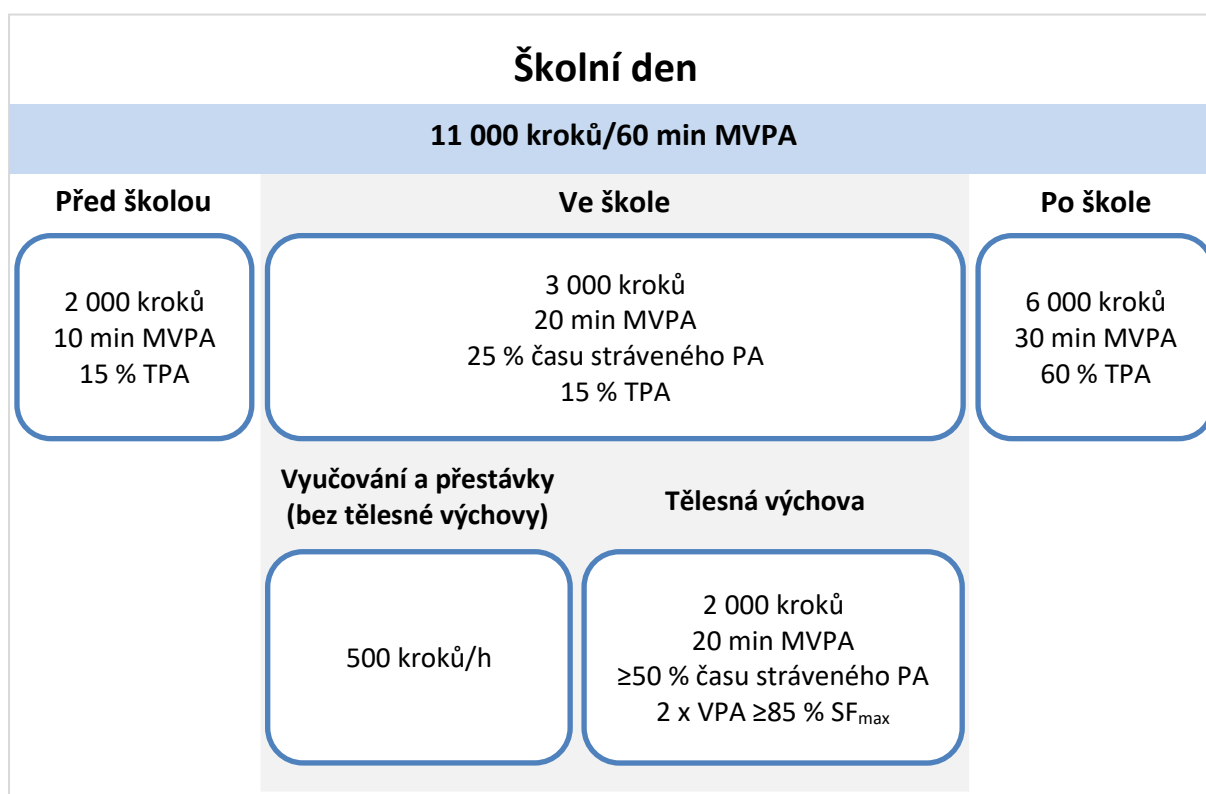 Školní den
11 000 kroků/60 min MVPA
Před školou
2 000 kroků
10 min MVPA
15 % TPA
Ve škole
3 000 kroků
20 min MVPA
25 % času stráveného PA
15 % TPA
Po škole
6 000 kroků
30 min MVPA
60 % TPA
Vyučování a přestávky
(bez tělesné výchovy)
500 kroků/h
Tělesná výchova
2 000 kroků
20 min MVPA
≥50 % času stráveného PA
2 x VPA ≥85 % SFmax